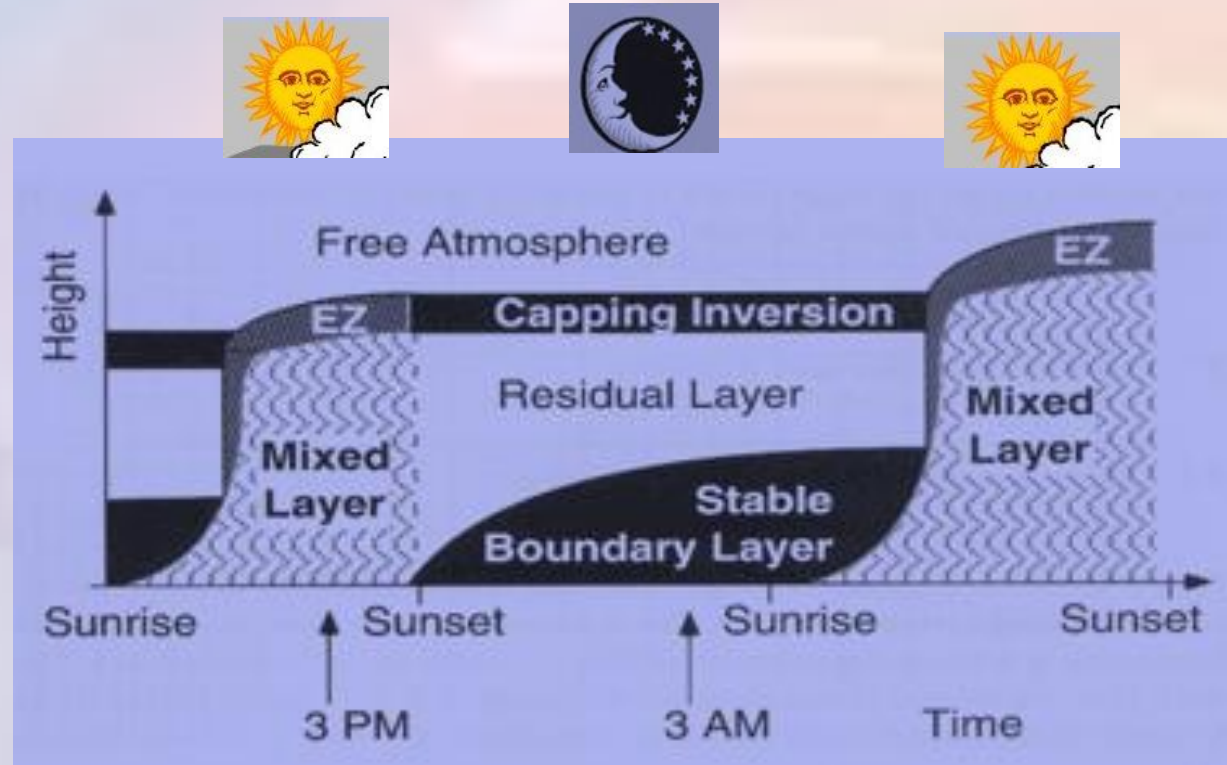 Height
Free Atmosphere
EZ
EZ
Capping Inversion
Residual Layer
Mixed
Layer
Mixed
Layer
Stable
Boundary Layer
Sunrise
Sunset
Sunrise
Sunset
3 PM
3 AM
Time